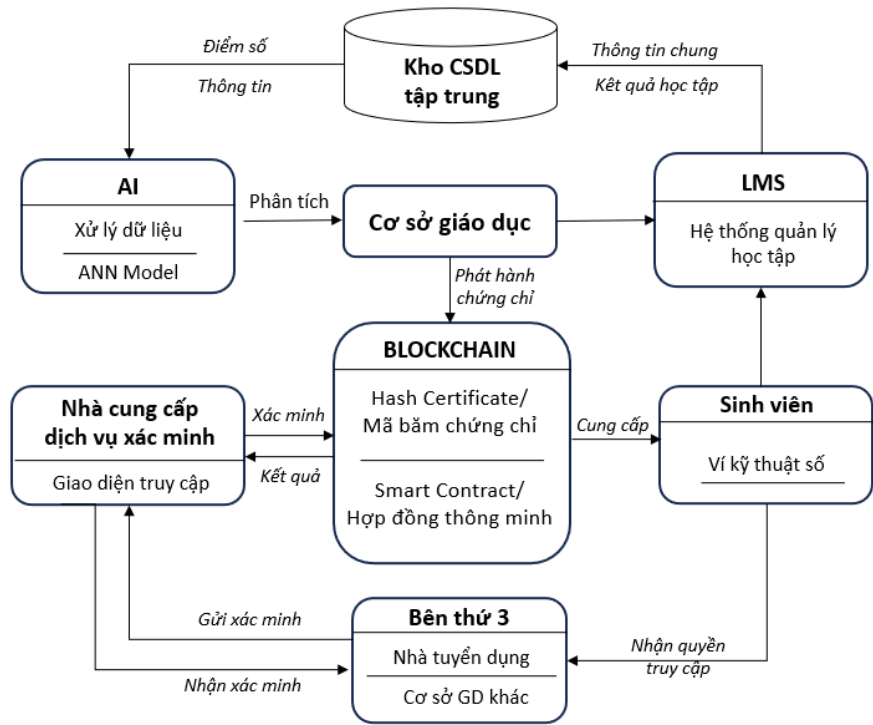 Điểm số
Thông tin
Kho CSDL
tập trung
Thông tin chung
Kêt quả học tập
AI
Xử lý dữ liệu
ANN Model
Phân tích
Cơ sở giáo dục
LMS
Hệ thống quản lý
học tập
Phát hành
chứng chỉ
BLOCKCHAIN
Hash Certificate/
Mã băm chứng chỉ
Smart Contract/
Hợp đồng thông minh
Nhà cung cấp
dịch vụ xác minh
Giao diện truy cập
Xác minh
Kết quả
Cung cấp
Sinh viên
Ví kỹ thuật số
Gửi xác minh
Nhận xác minh
Bên thứ 3
Nhà tuyển dụng
Cơ sở GD khác
Nhận quyền
truy cập